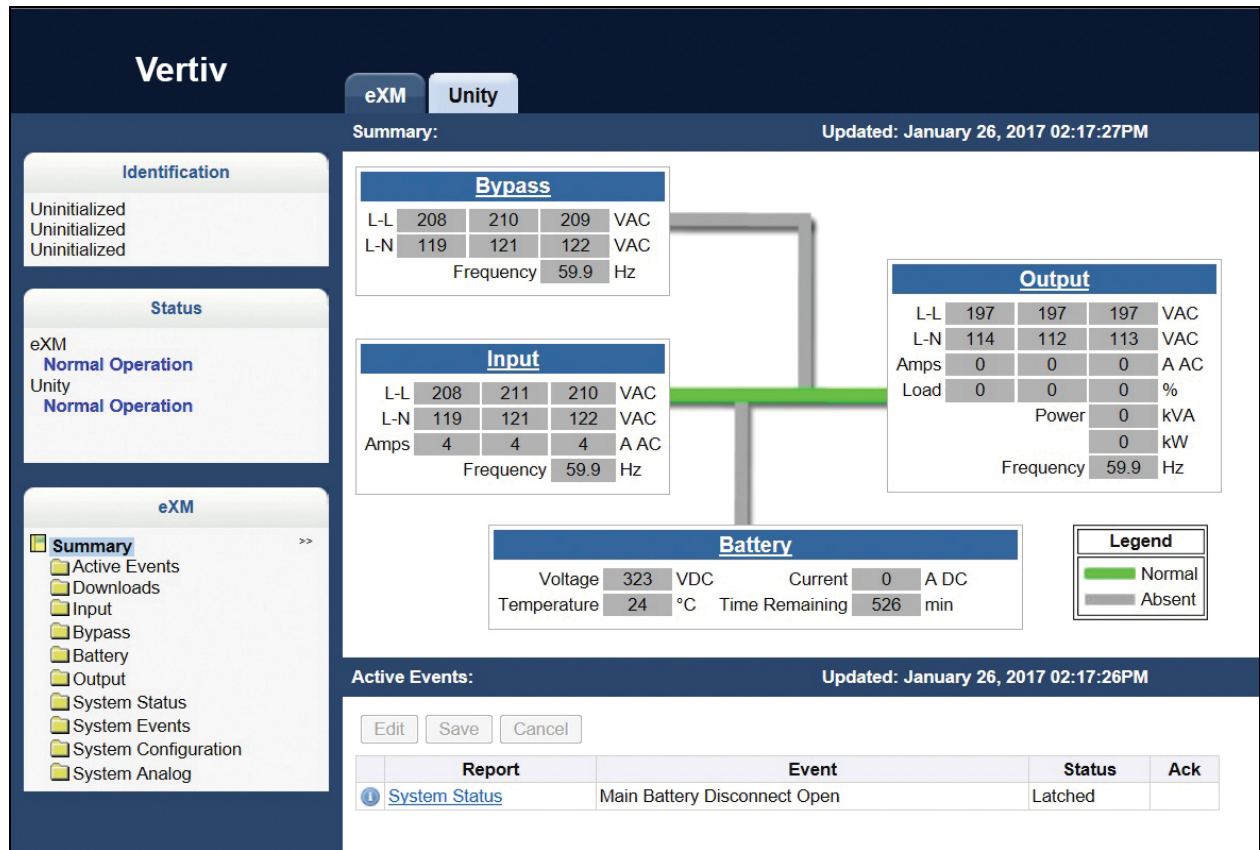 Vertiv
eXM Unity
Summary: Updated: January 26, 2017 02:17:27PM
Identification
Uninitialized
Uninitialized
Uninitialized
Status
eXM
Normal Operation
Unity
Normal Operation
eXM
Summary >>
Active Events
Downloads
Input
Bypass
Battery
Output
System Status
System Events
System Configuration
System Analog
Bypass
L-L 208 210 209 VAC
L-N 119 121 122 VAC
Frequency 59.9 Hz
Input
L-L 208 211 210 VAC
L-N 119 121 122 VAC
Amps 4 4 4 A AC
Frequency 59.9 Hz
Output
L-L 197 197 197 VAC
L-N 114 112 113 VAC
Amps 0 0 0 A AC
Load 0 0 0 %
Power 0 kVA
0 kW
Frequency 59.9 Hz
Battery
Voltage 323 VDC Current 0 A DC
Temperature 24 °C Time Remaining 526 min
Legend
Normal
Absent
Active Events: Updated: January 26, 2017 02:17:26PM
Edit Save Cancel
Report Event Status Ack
System Status Main Battery Disconnect Open Latched